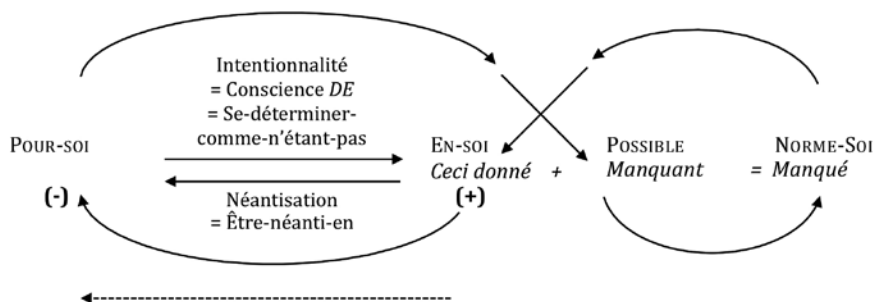 Intentionnalité
= Conscience DE
= Se-déterminer-
comme-n'étant-pas
POUR-SOI
EN-SOI
POSSIBLE
NORME-SOI
Ceci donné + Manquant = Manqué
(-)
Néantisation
(+)
= Être-néanti-en